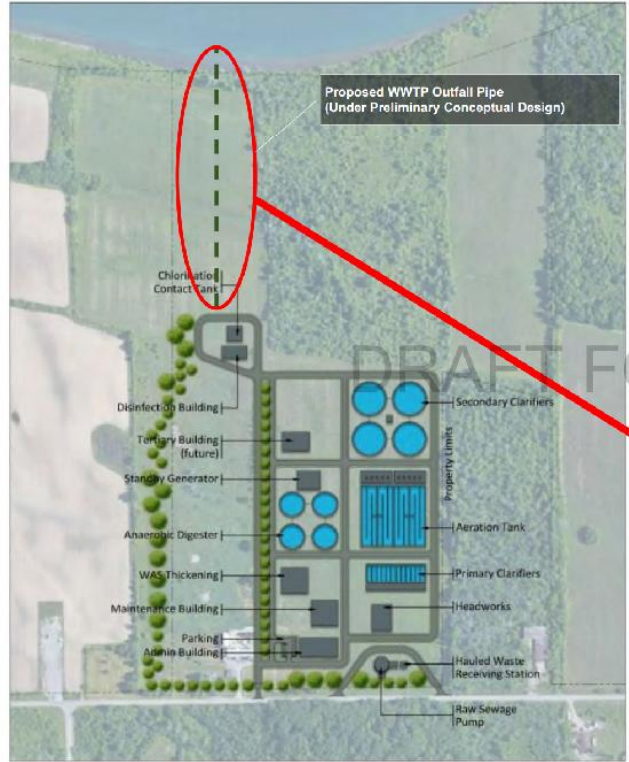 Proposed WWTP Outfall Pipe
(Under Preliminary Conceptual Design)
Chlorination
Contact Tank
DRAFT FO
Disinfection Building
Secondary Clarifiers
Tertiary Building
(future)
Property Limits
Standby Generator
Anaerobic Digester
Aeration Tank
WAS Thickening
Primary Clarifiers
Maintenance Building
Headworks
Parking
Admin Building
Hauled Waste
Receiving Station
Raw Sewage
Pump